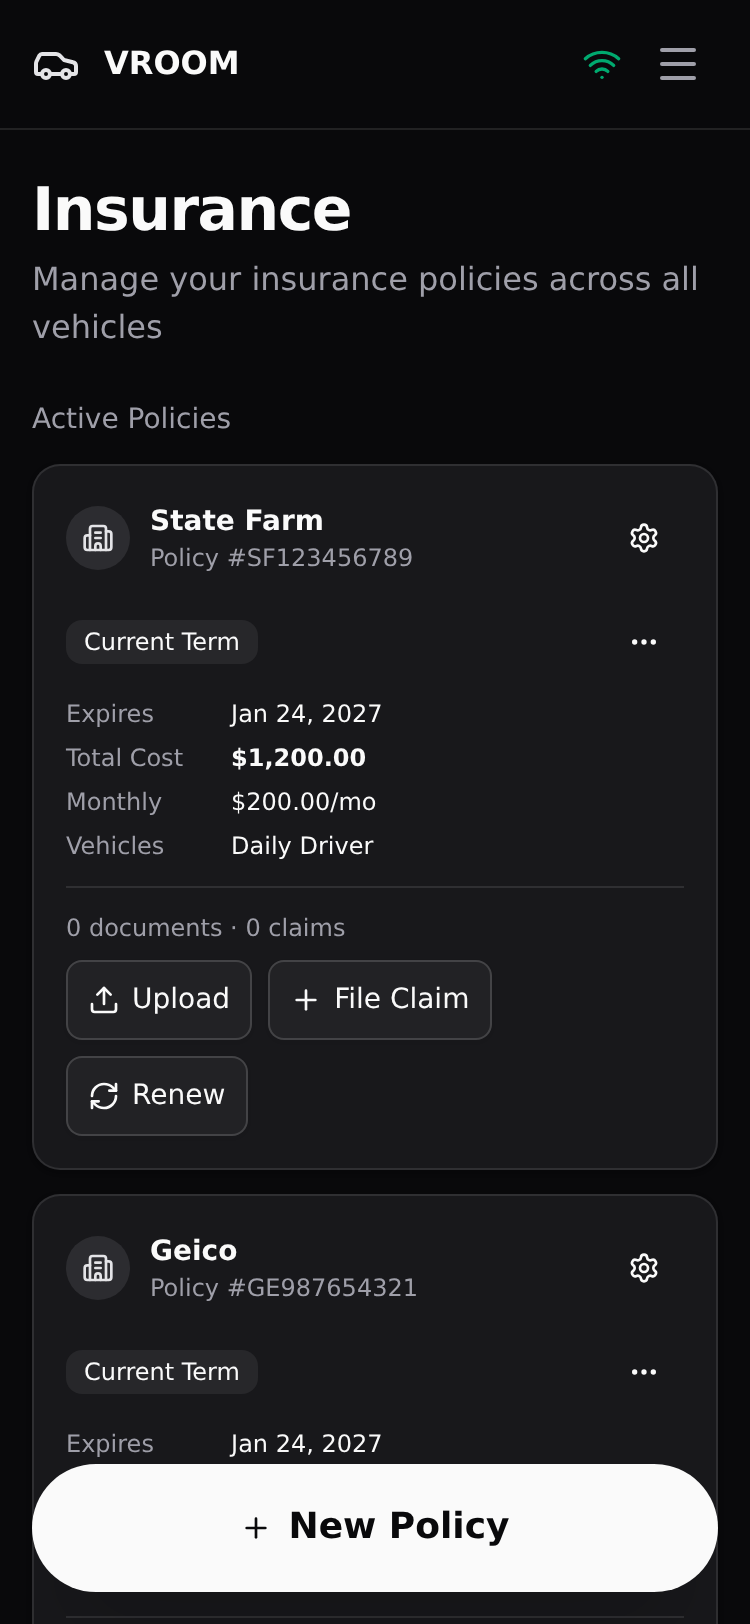 VROOM
Insurance
Manage your insurance policies across all
vehicles
Active Policies
State Farm
Policy #SF123456789
Current Term
Expires Jan 24, 2027
Total Cost $1,200.00
Monthly $200.00/mo
Vehicles Daily Driver
0 documents · 0 claims
Upload File Claim
Renew
Geico
Policy #GE987654321
Current Term
Expires Jan 24, 2027
+ New Policy